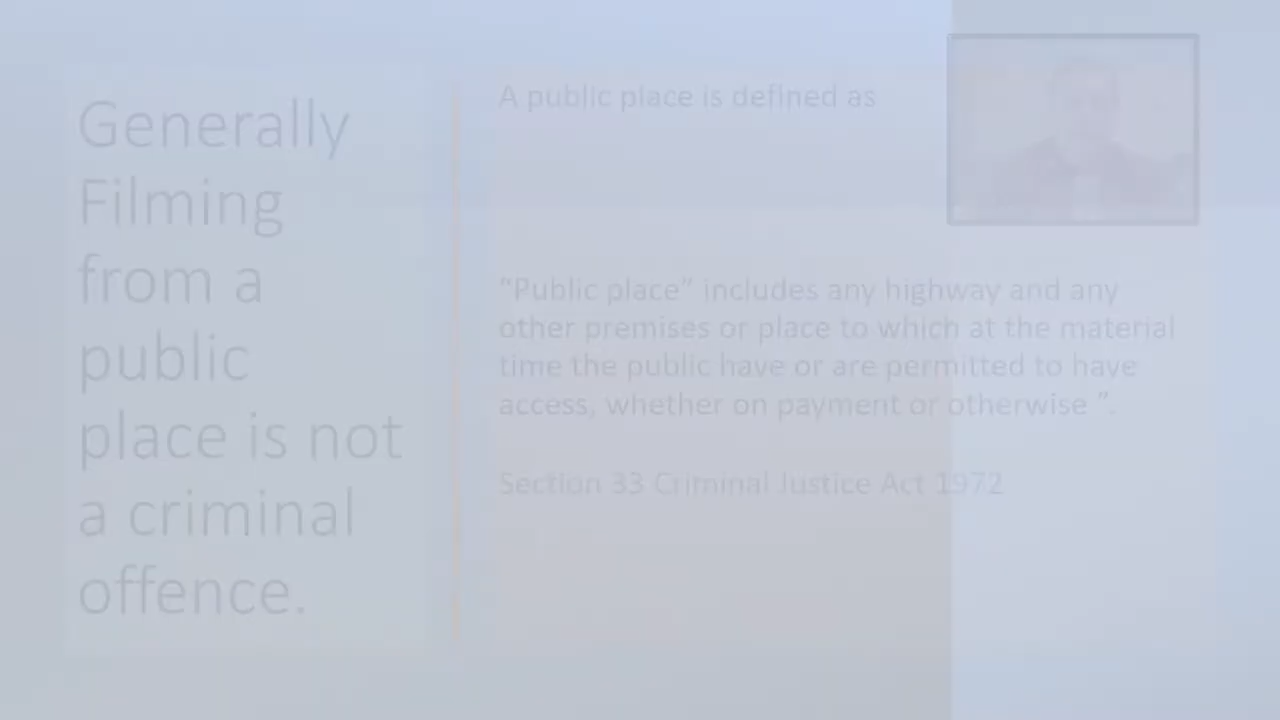 Generally
Filming
from a
public
place is not
a criminal
offence.
A public place is defined as
"Public place" includes any highway and any
other premises or place to which at the material
time the public have or are permitted to have
access, whether on payment or otherwise ".
Section 33 Criminal Justice Act 1972